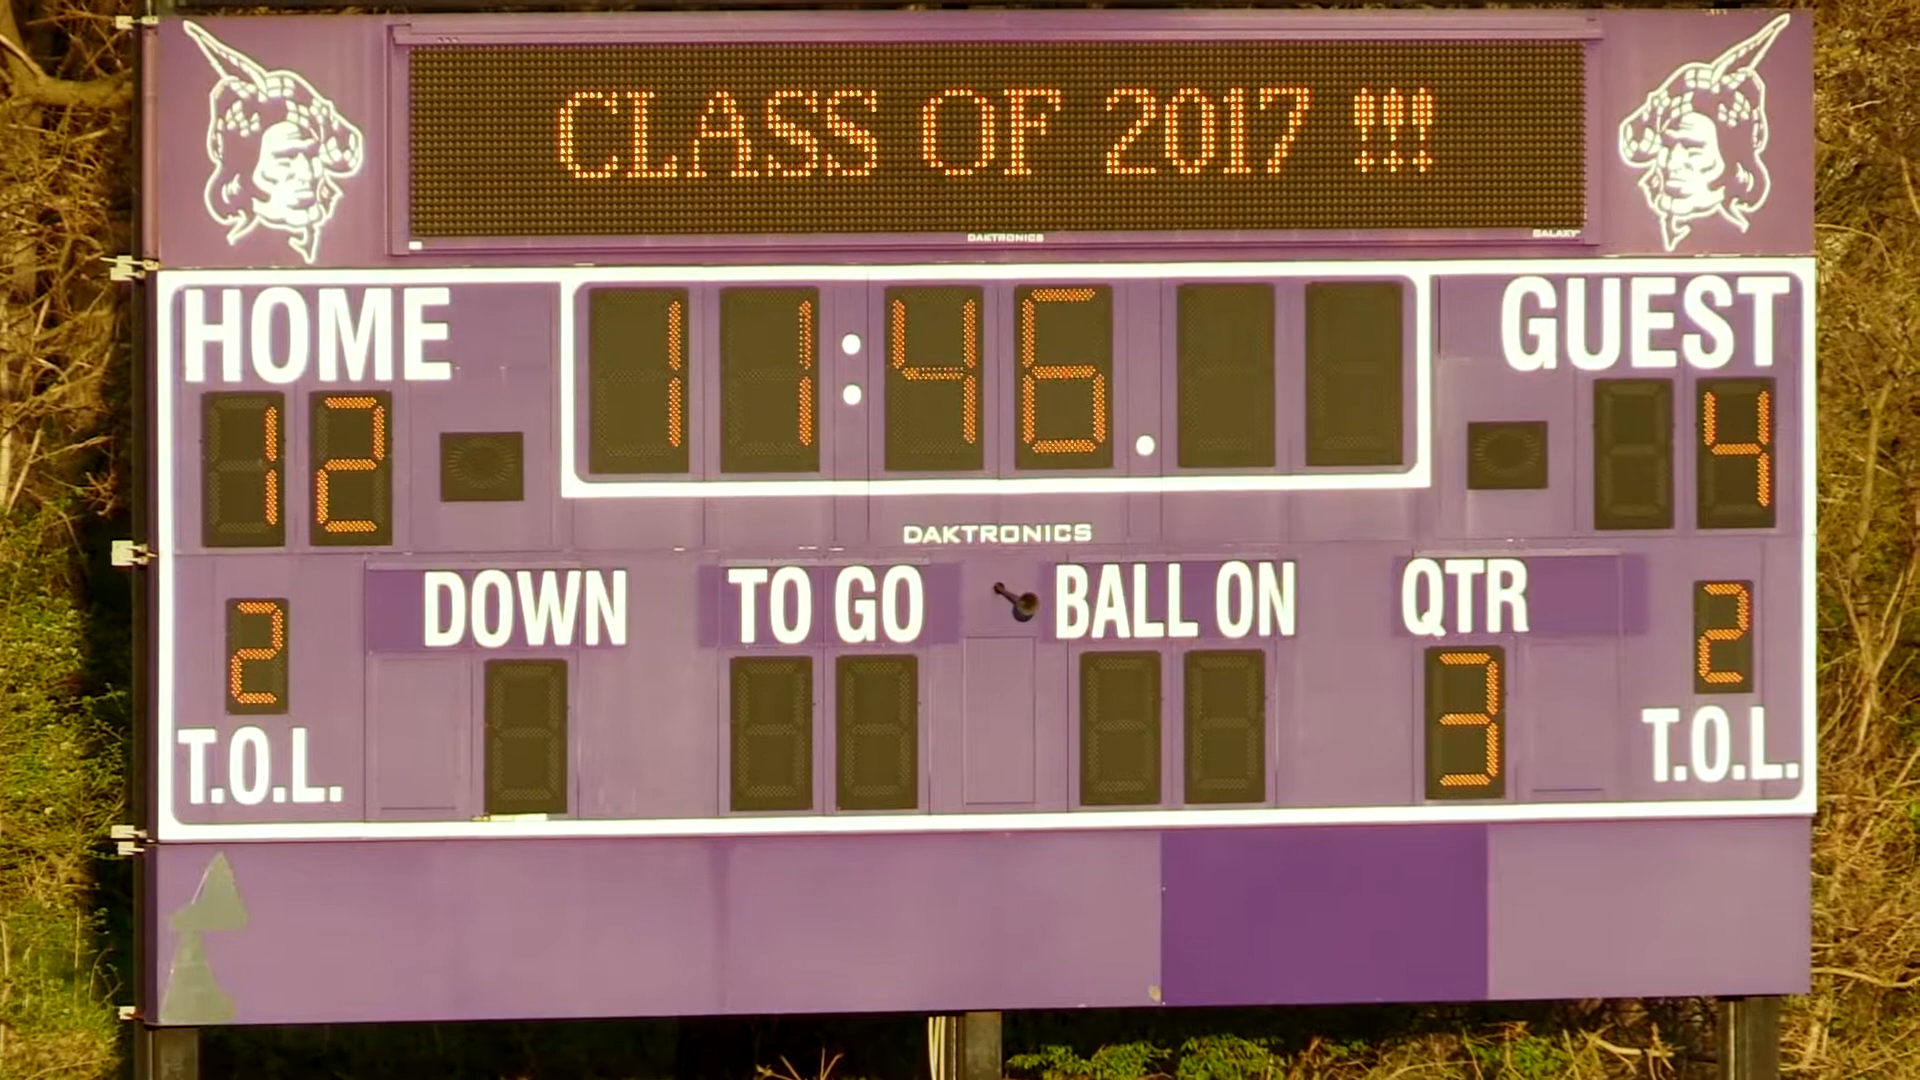 CLASS OF 2017 !!!
DAKTRONICS
GALAXY
HOME
11:46.
GUEST
12
4
DAKTRONICS
DOWN
TO GO
BALL ON
QTR
2
3
2
T.O.L.
T.O.L.